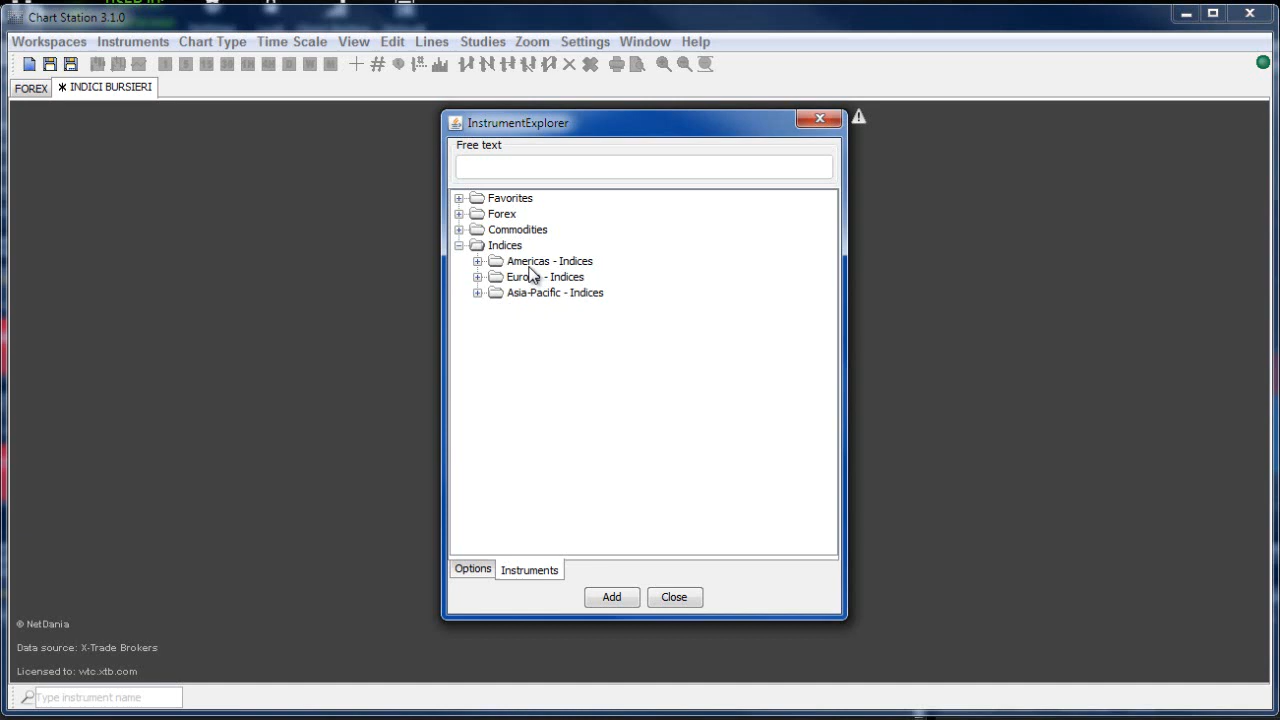 Chart Station 3.1.0
Workspaces Instruments Chart Type Time Scale View Edit Lines Studies Zoom Settings Window Help
FOREX * INDICI BURSIERI
InstrumentExplorer
Free text
Favorites
Forex
Commodities
Indices
Americas - Indices
- Indices
Asia-Pacific - Indices
Options Instruments
Add Close
© NetDania
Data source: X-Trade Brokers
Licensed to: wtc.xtb.com
Type instrument name